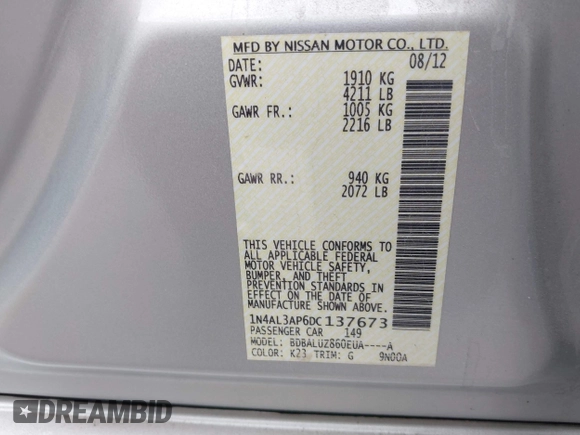 MFD BY NISSAN MOTOR CO., LTD.
DATE: 08/12
GVWR: 1910 KG
4211 LB
GAWR FR.: 1005 KG
2216 LB
GAWR RR.: 940 KG
2072 LB
THIS VEHICLE CONFORMS TO
ALL APPLICABLE FEDERAL
MOTOR VEHICLE SAFETY,
BUMPER, AND THEFT
PREVENTION STANDARDS IN
EFFECT ON THE DATE OF
MANUFACTURE SHOWN ABOVE.
1N4AL3AP6DC137673
PASSENGER CAR 149
MODEL: BDBALUZ860EUA----A
COLOR: K23 TRIM: G 9N00A
DREAMBID